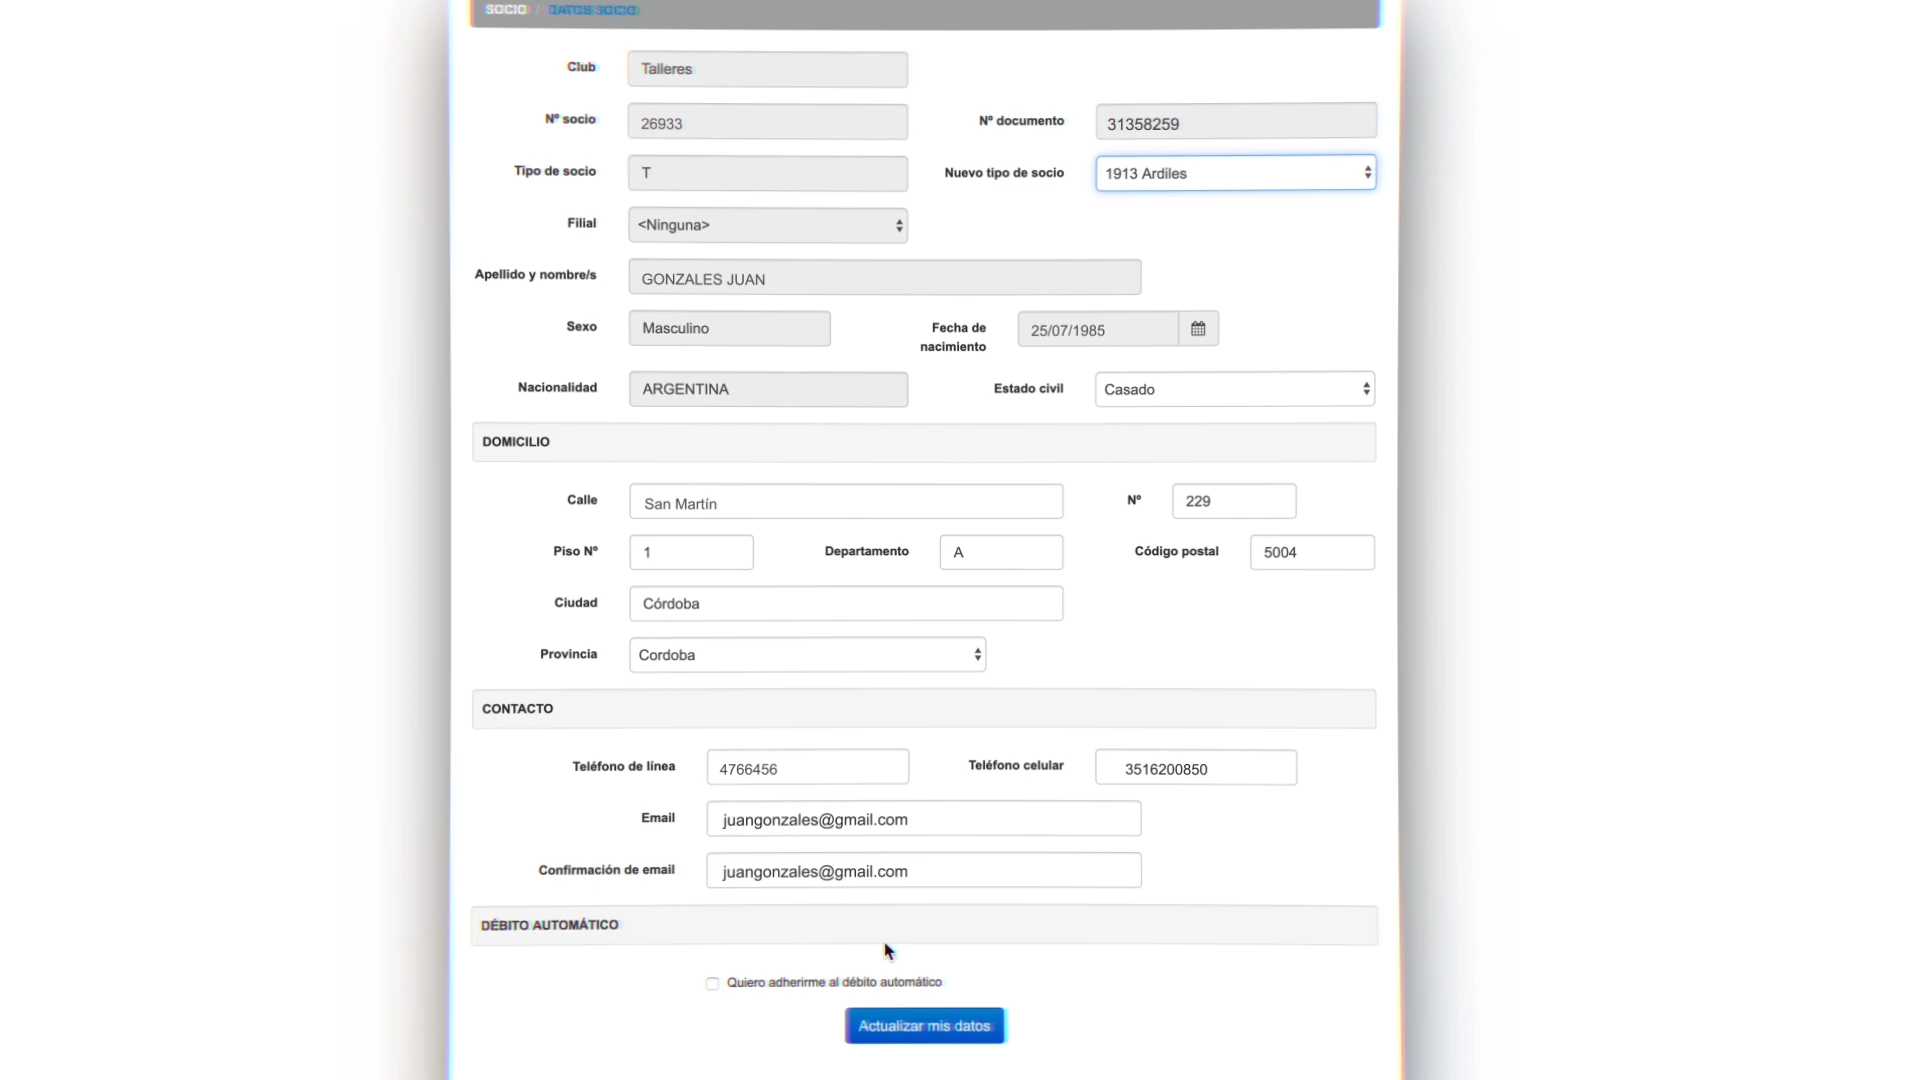 SOCIO / DATOS SOCIO
Club Talleres
Nº socio 26933 Nº documento 31358259
Tipo de socio T Nuevo tipo de socio 1913 Ardiles
Filial <Ninguna>
Apellido y nombre/s GONZALES JUAN
Sexo Masculino Fecha de nacimiento 25/07/1985
Nacionalidad ARGENTINA Estado civil Casado
DOMICILIO
Calle San Martín Nº 229
Piso Nº 1 Departamento A Código postal 5004
Ciudad Córdoba
Provincia Cordoba
CONTACTO
Teléfono de línea 4766456 Teléfono celular 3516200850
Email juangonzales@gmail.com
Confirmación de email juangonzales@gmail.com
DÉBITO AUTOMÁTICO
Quiero adherirme al débito automático
Actualizar mis datos